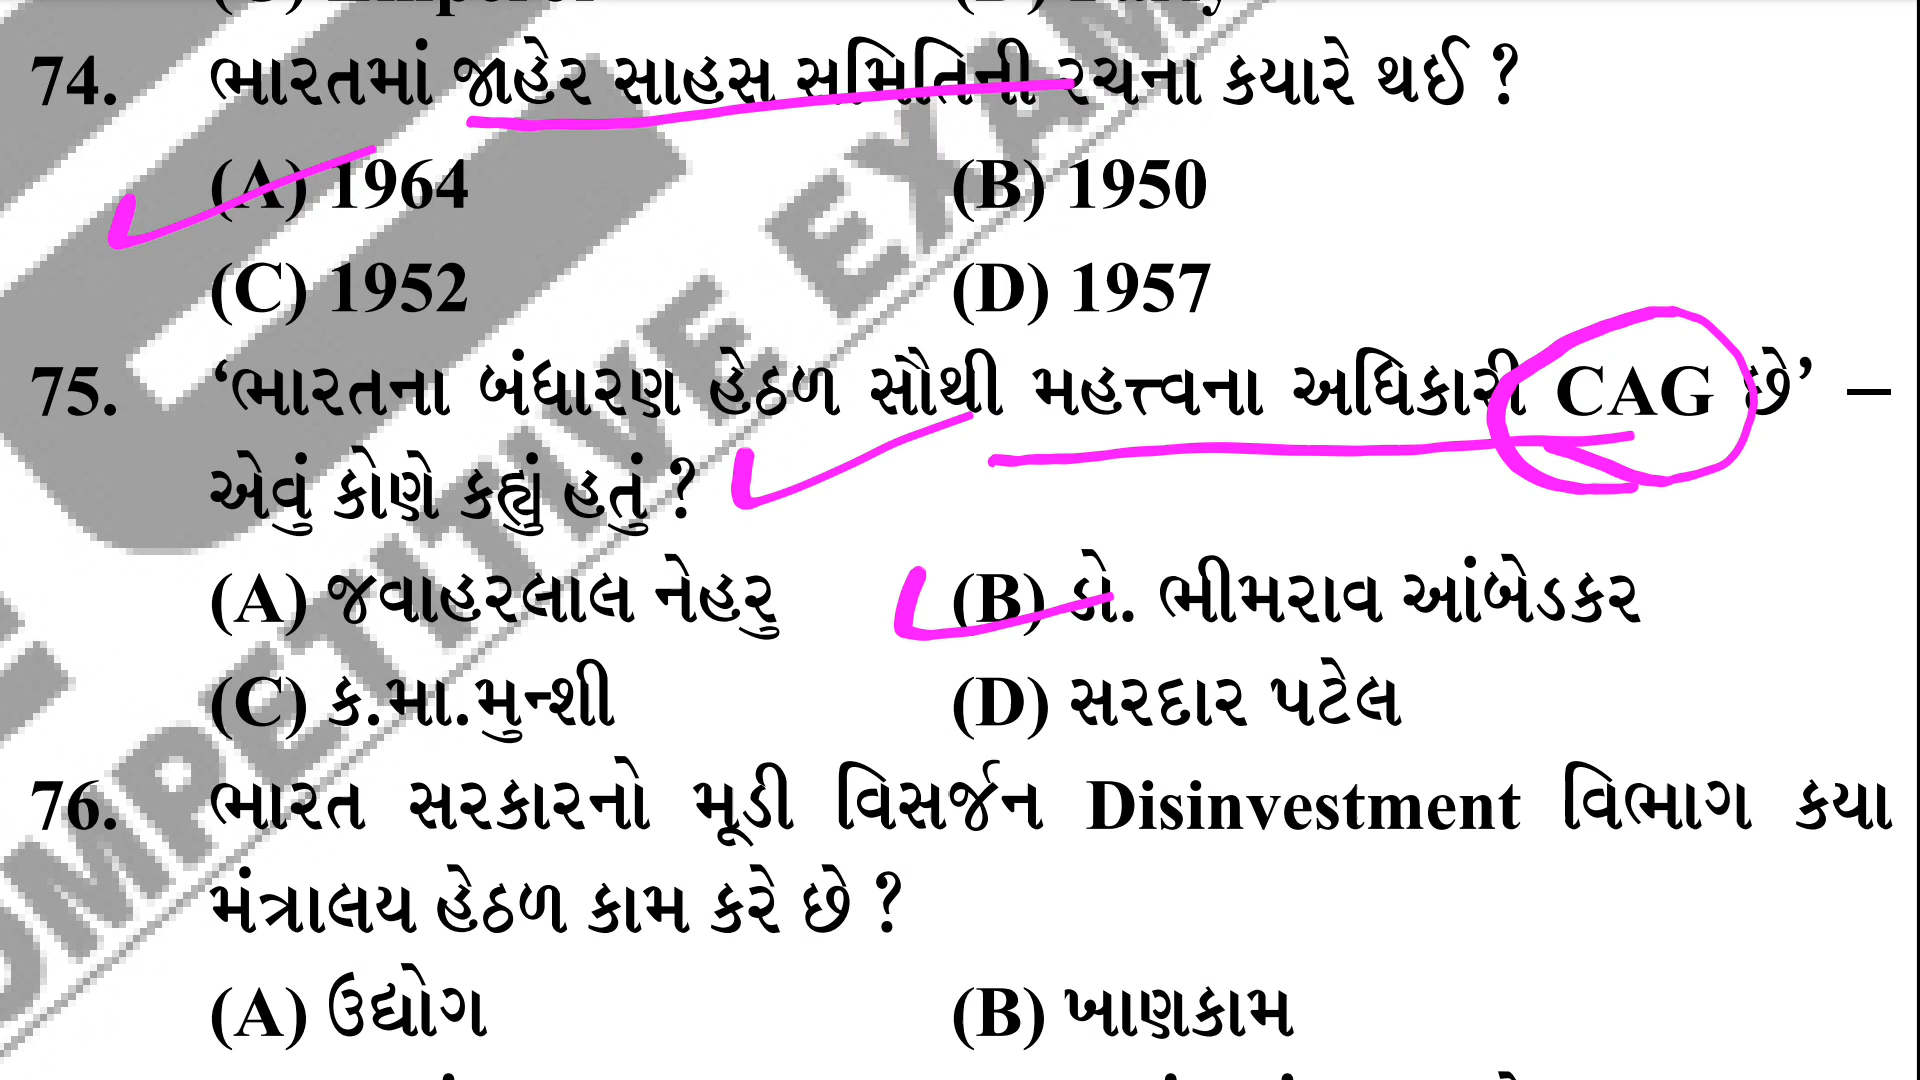 74. ભારતમાં જાહેર સાહસ સમિતિની રચના કયારે થઈ ?
(A) 1964 (B) 1950
(C) 1952 (D) 1957
75. ‘ભારતના બંધારણ હેઠળ સૌથી મહત્ત્વના અધિકારી CAG છે’ –
એવું કોણે કહ્યું હતું ?
(A) જવાહરલાલ નેહરુ (B) ડો. ભીમરાવ આંબેડકર
(C) ક.મા.મુન્શી (D) સરદાર પટેલ
76. ભારત સરકારનો મૂડી વિસર્જન Disinvestment વિભાગ કયા
મંત્રાલય હેઠળ કામ કરે છે ?
(A) ઉદ્યોગ (B) ખાણકામ
COMPETITIVE EXAM